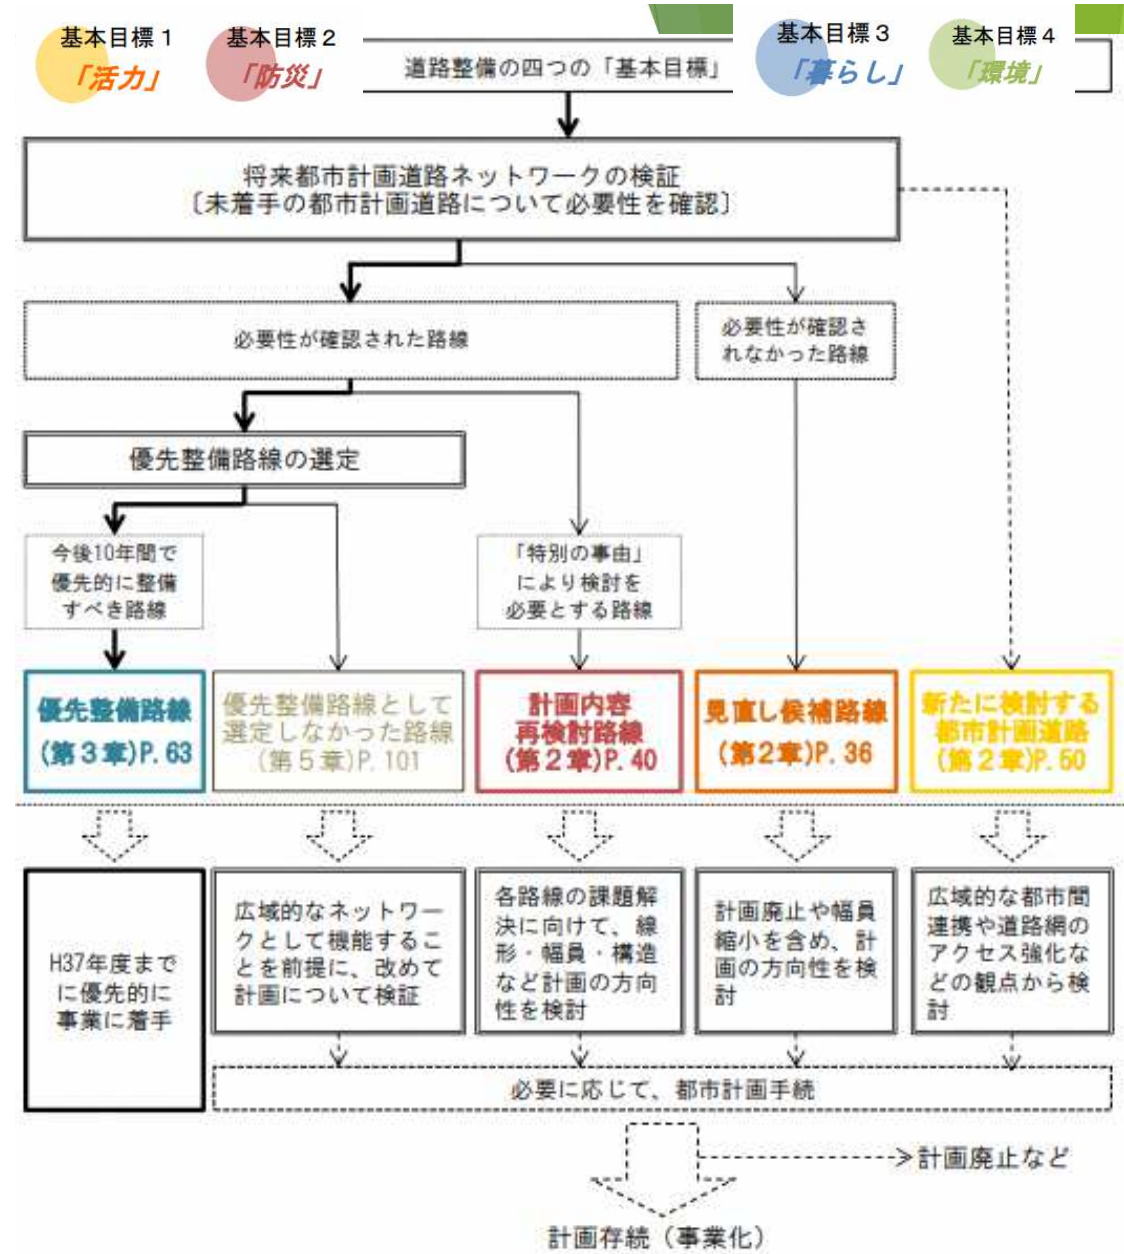 基本目標1
「活力」
基本目標2
「防災」
道路整備の四つの「基本目標」
基本目標3
「暮らし」
基本目標4
「環境」
将来都市計画道路ネットワークの検証
〔未着手の都市計画道路について必要性を確認〕
必要性が確認された路線
必要性が確認さ
れなかった路線
優先整備路線の選定
今後10年間で
優先的に整備
すべき路線
「特別の事由」
により検討を
必要とする路線
優先整備路線
(第3章)P. 63
優先整備路線として
選定しなかった路線
(第5章)P. 101
計画内容
再検討路線
(第2章)P. 40
見直し候補路線
(第2章)P. 36
新たに検討する
都市計画道路
(第2章)P. 50
H37年度まで
に優先的に
事業に着手
広域的なネットワー
クとして機能するこ
とを前提に、改めて
計画について検証
各路線の課題解
決に向けて、線
形・幅員・構造
など計画の方向
性を検討
計画廃止や幅員
縮小を含め、計
画の方向性を検
討
広域的な都市間
連携や道路網の
アクセス強化な
どの観点から検
討
必要に応じて、都市計画手続
計画廃止など
計画存続（事業化）